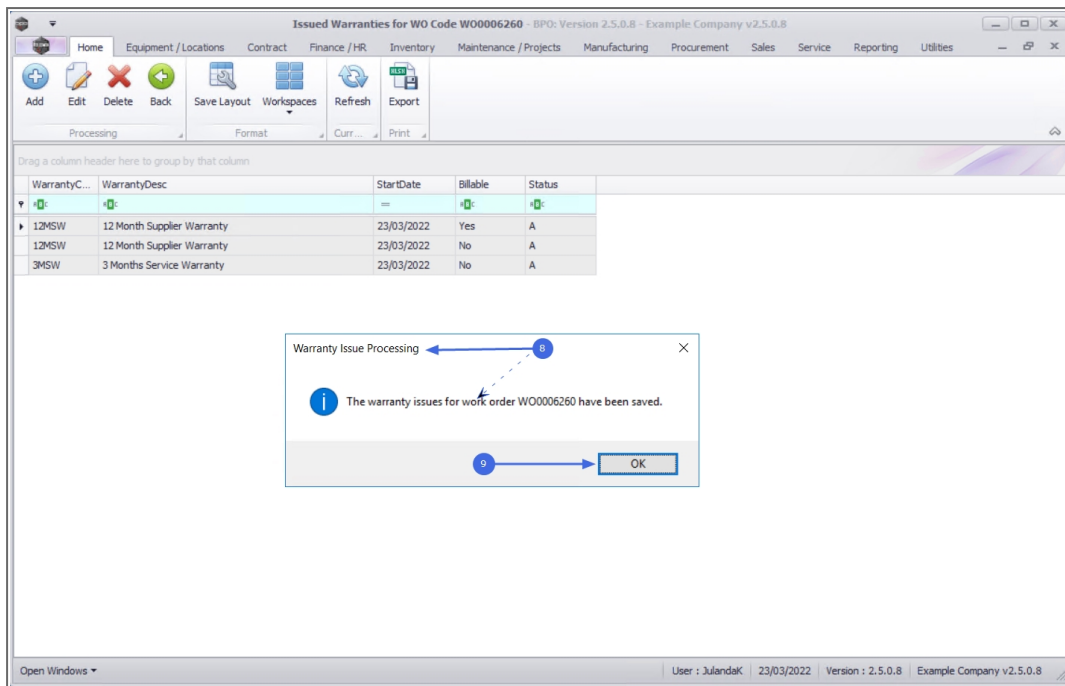 Issued Warranties for WO Code WO0006260 - BPO: Version 2.5.0.8 - Example Company v2.5.0.8
Home Equipment / Locations Contract Finance / HR Inventory Maintenance / Projects Manufacturing Procurement Sales Service Reporting Utilities
Add Edit Delete Back Save Layout Workspaces Refresh Export
Processing Format Curr... Print
Drag a column header here to group by that column
WarrantyC... WarrantyDesc StartDate Billable Status
=
12MSW 12 Month Supplier Warranty 23/03/2022 Yes A
12MSW 12 Month Supplier Warranty 23/03/2022 No A
3MSW 3 Months Service Warranty 23/03/2022 No A
Warranty Issue Processing 8
The warranty issues for work order WO0006260 have been saved.
9 OK
Open Windows User : JulandaK 23/03/2022 Version : 2.5.0.8 Example Company v2.5.0.8